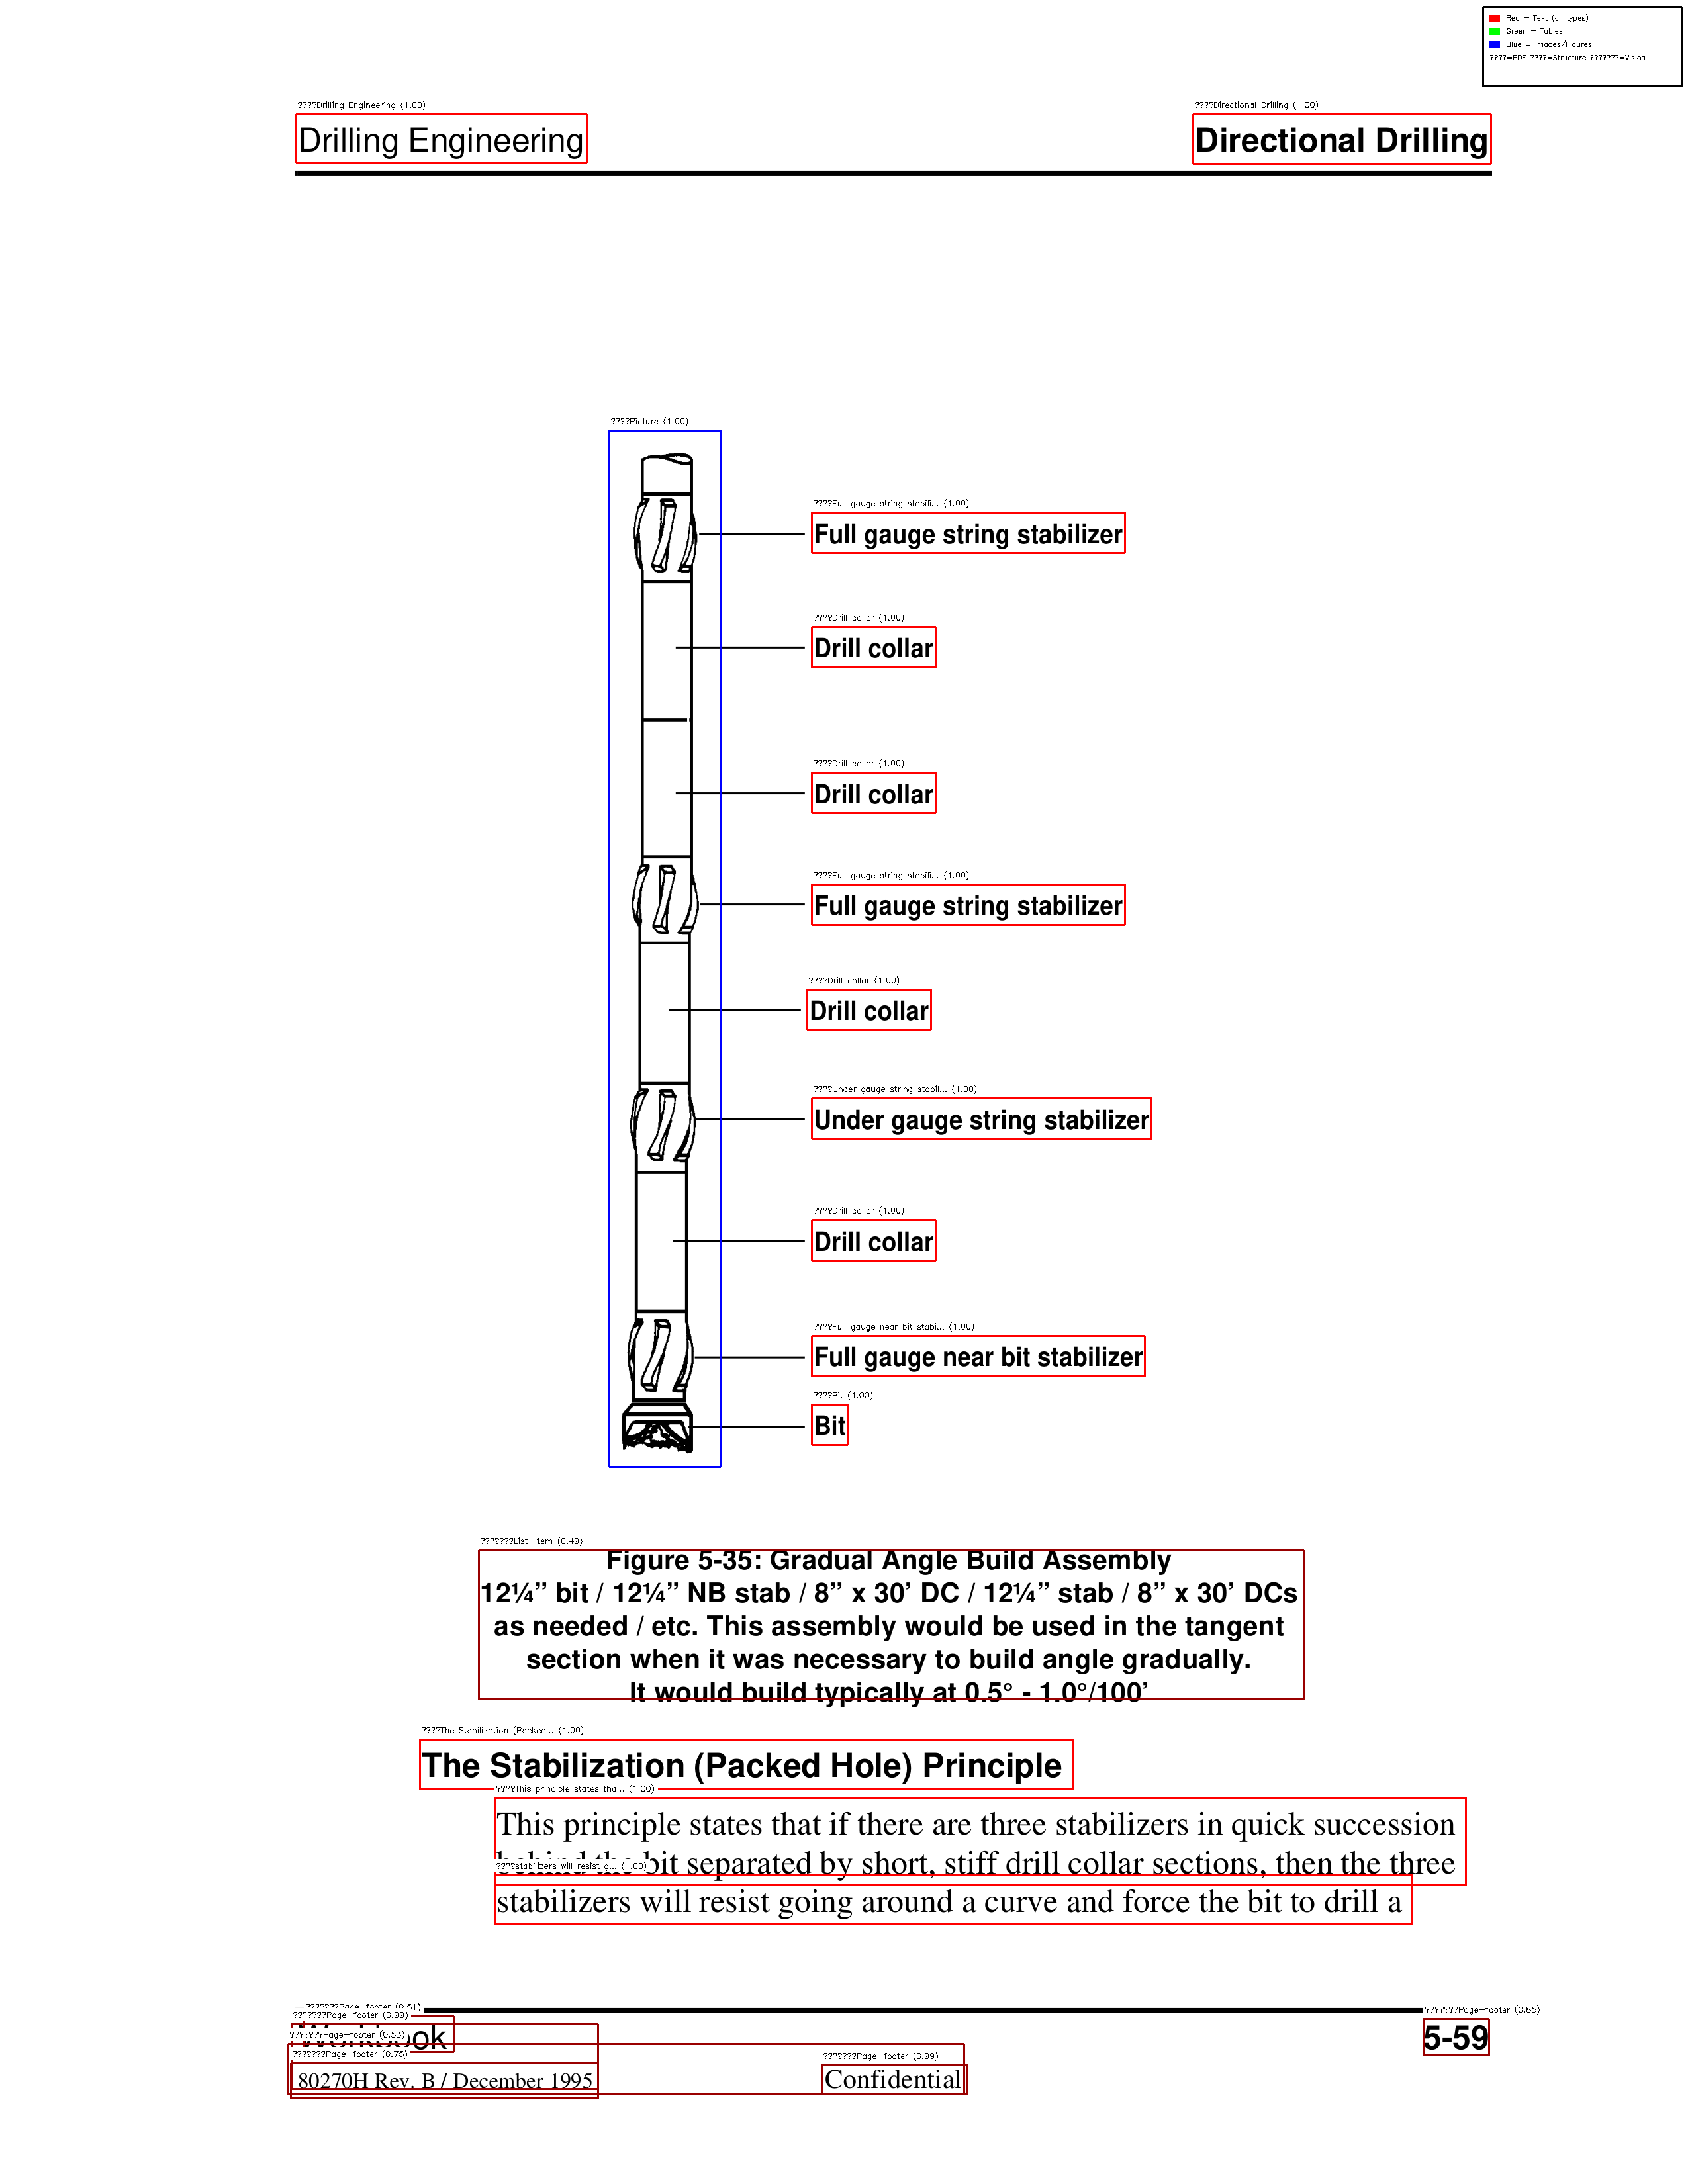 Red = Text (all types)
Green = Tables
Blue = Images/Figures
????=PDF ????=Structure ???????=Vision
????Drilling Engineering (1.00)
Drilling Engineering
????Directional Drilling (1.00)
Directional Drilling
????Picture (1.00)
????Full gauge string stabili... (1.00)
Full gauge string stabilizer
????Drill collar (1.00)
Drill collar
????Drill collar (1.00)
Drill collar
????Full gauge string stabili... (1.00)
Full gauge string stabilizer
????Drill collar (1.00)
Drill collar
????Under gauge string stabil... (1.00)
Under gauge string stabilizer
????Drill collar (1.00)
Drill collar
????Full gauge near bit stabi... (1.00)
Full gauge near bit stabilizer
????Bit (1.00)
Bit
???????List-item (0.49)
Figure 5-35: Gradual Angle Build Assembly
12¼” bit / 12¼” NB stab / 8” x 30’ DC / 12¼” stab / 8” x 30’ DCs
as needed / etc. This assembly would be used in the tangent
section when it was necessary to build angle gradually.
It would build typically at 0.5° - 1.0°/100’
????The Stabilization (Packed... (1.00)
The Stabilization (Packed Hole) Principle
????This principle states tha... (1.00)
This principle states that if there are three stabilizers in quick succession
behind the bit separated by short, stiff drill collar sections, then the three
????stabilizers will resist g... (1.00)
stabilizers will resist going around a curve and force the bit to drill a
???????Page-footer (0.51)
???????Page-footer (0.99)
???????Page-footer (0.85)
Workbook
5-59
???????Page-footer (0.53)
???????Page-footer (0.75)
???????Page-footer (0.99)
80270H Rev. B / December 1995
Confidential